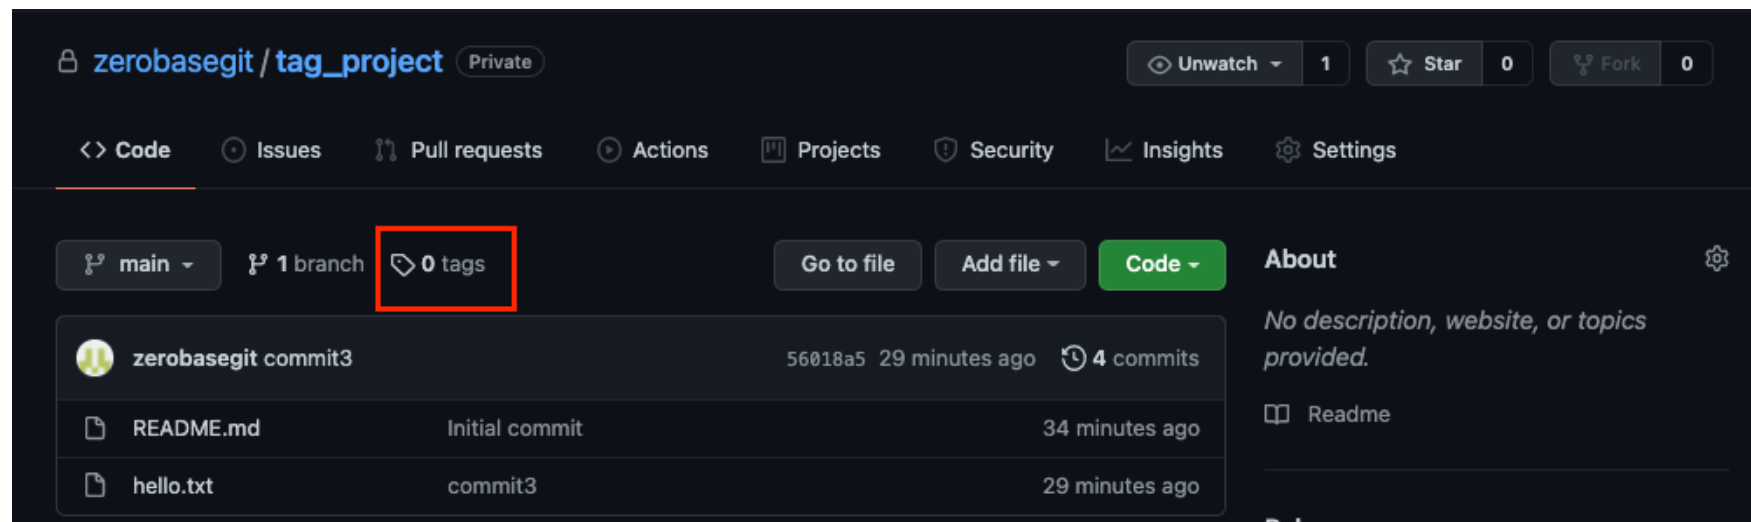 zerobasegit / tag_project Private Unwatch 1 Star 0 Fork 0
<> Code Issues Pull requests Actions Projects Security Insights Settings
main 1 branch 0 tags Go to file Add file Code
About
No description, website, or topics
provided.
Readme
zerobasegit commit3 56018a5 29 minutes ago 4 commits
README.md Initial commit 34 minutes ago
hello.txt commit3 29 minutes ago